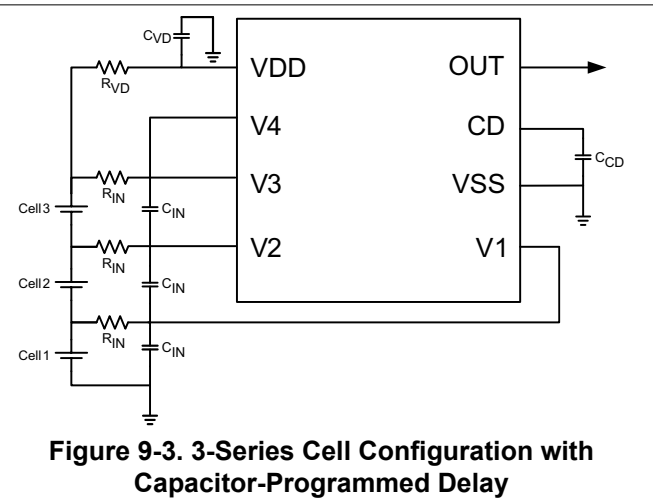 CVD
RVD
VDD
OUT
V4
CD
CCD
RIN
V3
VSS
Cell3
CIN
RIN
V2
V1
Cell2
CIN
RIN
Cell1
CIN
Figure 9-3. 3-Series Cell Configuration with
Capacitor-Programmed Delay